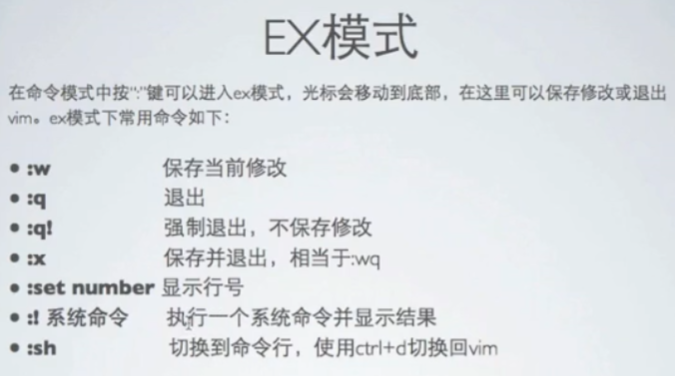 EX模式
在命令模式中按":"键可以进入ex模式，光标会移动到底部，在这里可以保存修改或退出
vim。ex模式下常用命令如下：
• :w 保存当前修改
• :q 退出
• :q! 强制退出，不保存修改
• :x 保存并退出，相当于:wq
• :set number 显示行号
• :! 系统命令 执行一个系统命令并显示结果
• :sh 切换到命令行，使用ctrl+d切换回vim